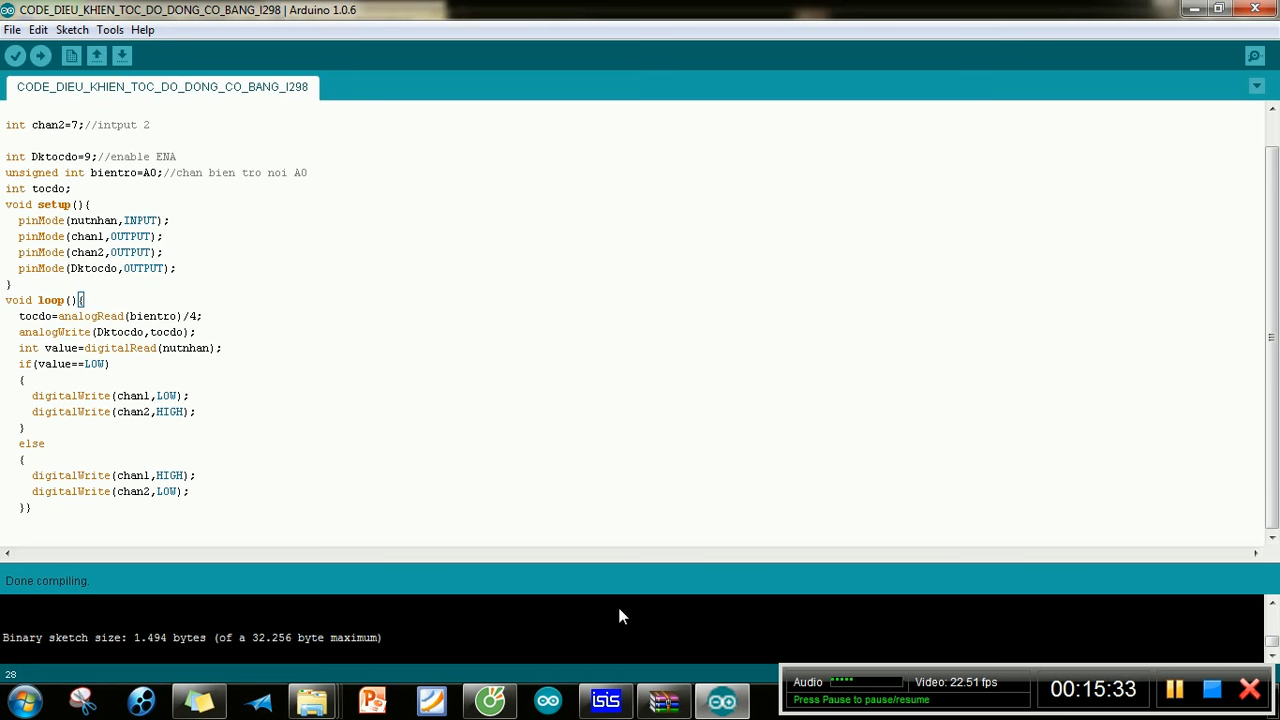 CODE_DIEU_KHIEN_TOC_DO_DONG_CO_BANG_l298 | Arduino 1.0.6
File Edit Sketch Tools Help
CODE_DIEU_KHIEN_TOC_DO_DONG_CO_BANG_l298
int chan2=7;//intput 2
int Dktocdo=9;//enable ENA
unsigned int bientro=A0;//chan bien tro noi A0
int tocdo;
void setup(){
pinMode(nutnhan,INPUT);
pinMode(chan1,OUTPUT);
pinMode(chan2,OUTPUT);
pinMode(Dktocdo,OUTPUT);
}
void loop(){
tocdo=analogRead(bientro)/4;
analogWrite(Dktocdo,tocdo);
int value=digitalRead(nutnhan);
if(value==LOW)
{
digitalWrite(chan1,LOW);
digitalWrite(chan2,HIGH);
}
else
{
digitalWrite(chan1,HIGH);
digitalWrite(chan2,LOW);
}}
Done compiling.
Binary sketch size: 1.494 bytes (of a 32.256 byte maximum)
28
Audio Video: 22.51 fps
Press Pause to pause/resume
00:15:33
isis